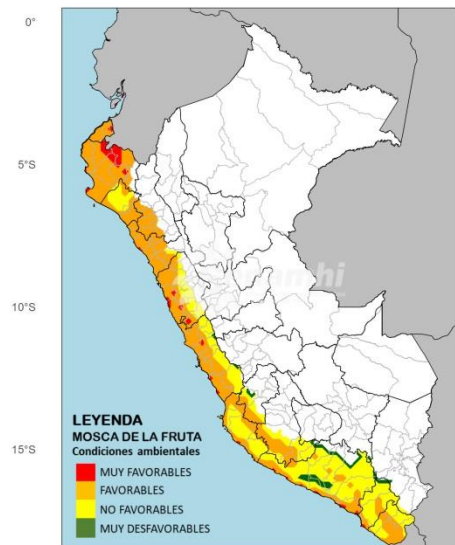 0°
5°S
10°S
15°S
LEYENDA
MOSCA DE LA FRUTA
Condiciones ambientales
MUY FAVORABLES
FAVORABLES
NO FAVORABLES
MUY DESFAVORABLES